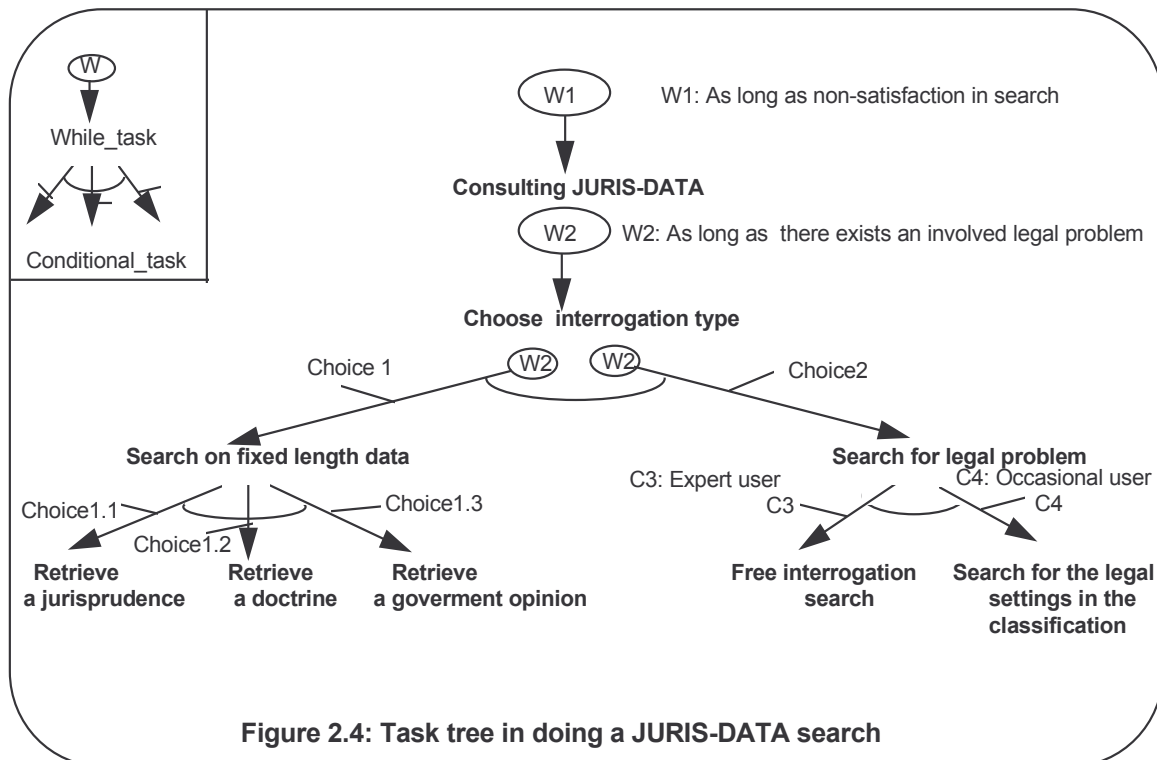 W
While_task
Conditional_task
W1
W1: As long as non-satisfaction in search
Consulting JURIS-DATA
W2
W2: As long as there exists an involved legal problem
Choose interrogation type
Choice 1
W2
W2
Choice2
Search on fixed length data
Search for legal problem
C3: Expert user
C4: Occasional user
Choice1.1
Choice1.2
Choice1.3
C3
C4
Retrieve
a jurisprudence
Retrieve
a doctrine
Retrieve
a goverment opinion
Free interrogation
search
Search for the legal
settings in the
classification
Figure 2.4: Task tree in doing a JURIS-DATA search